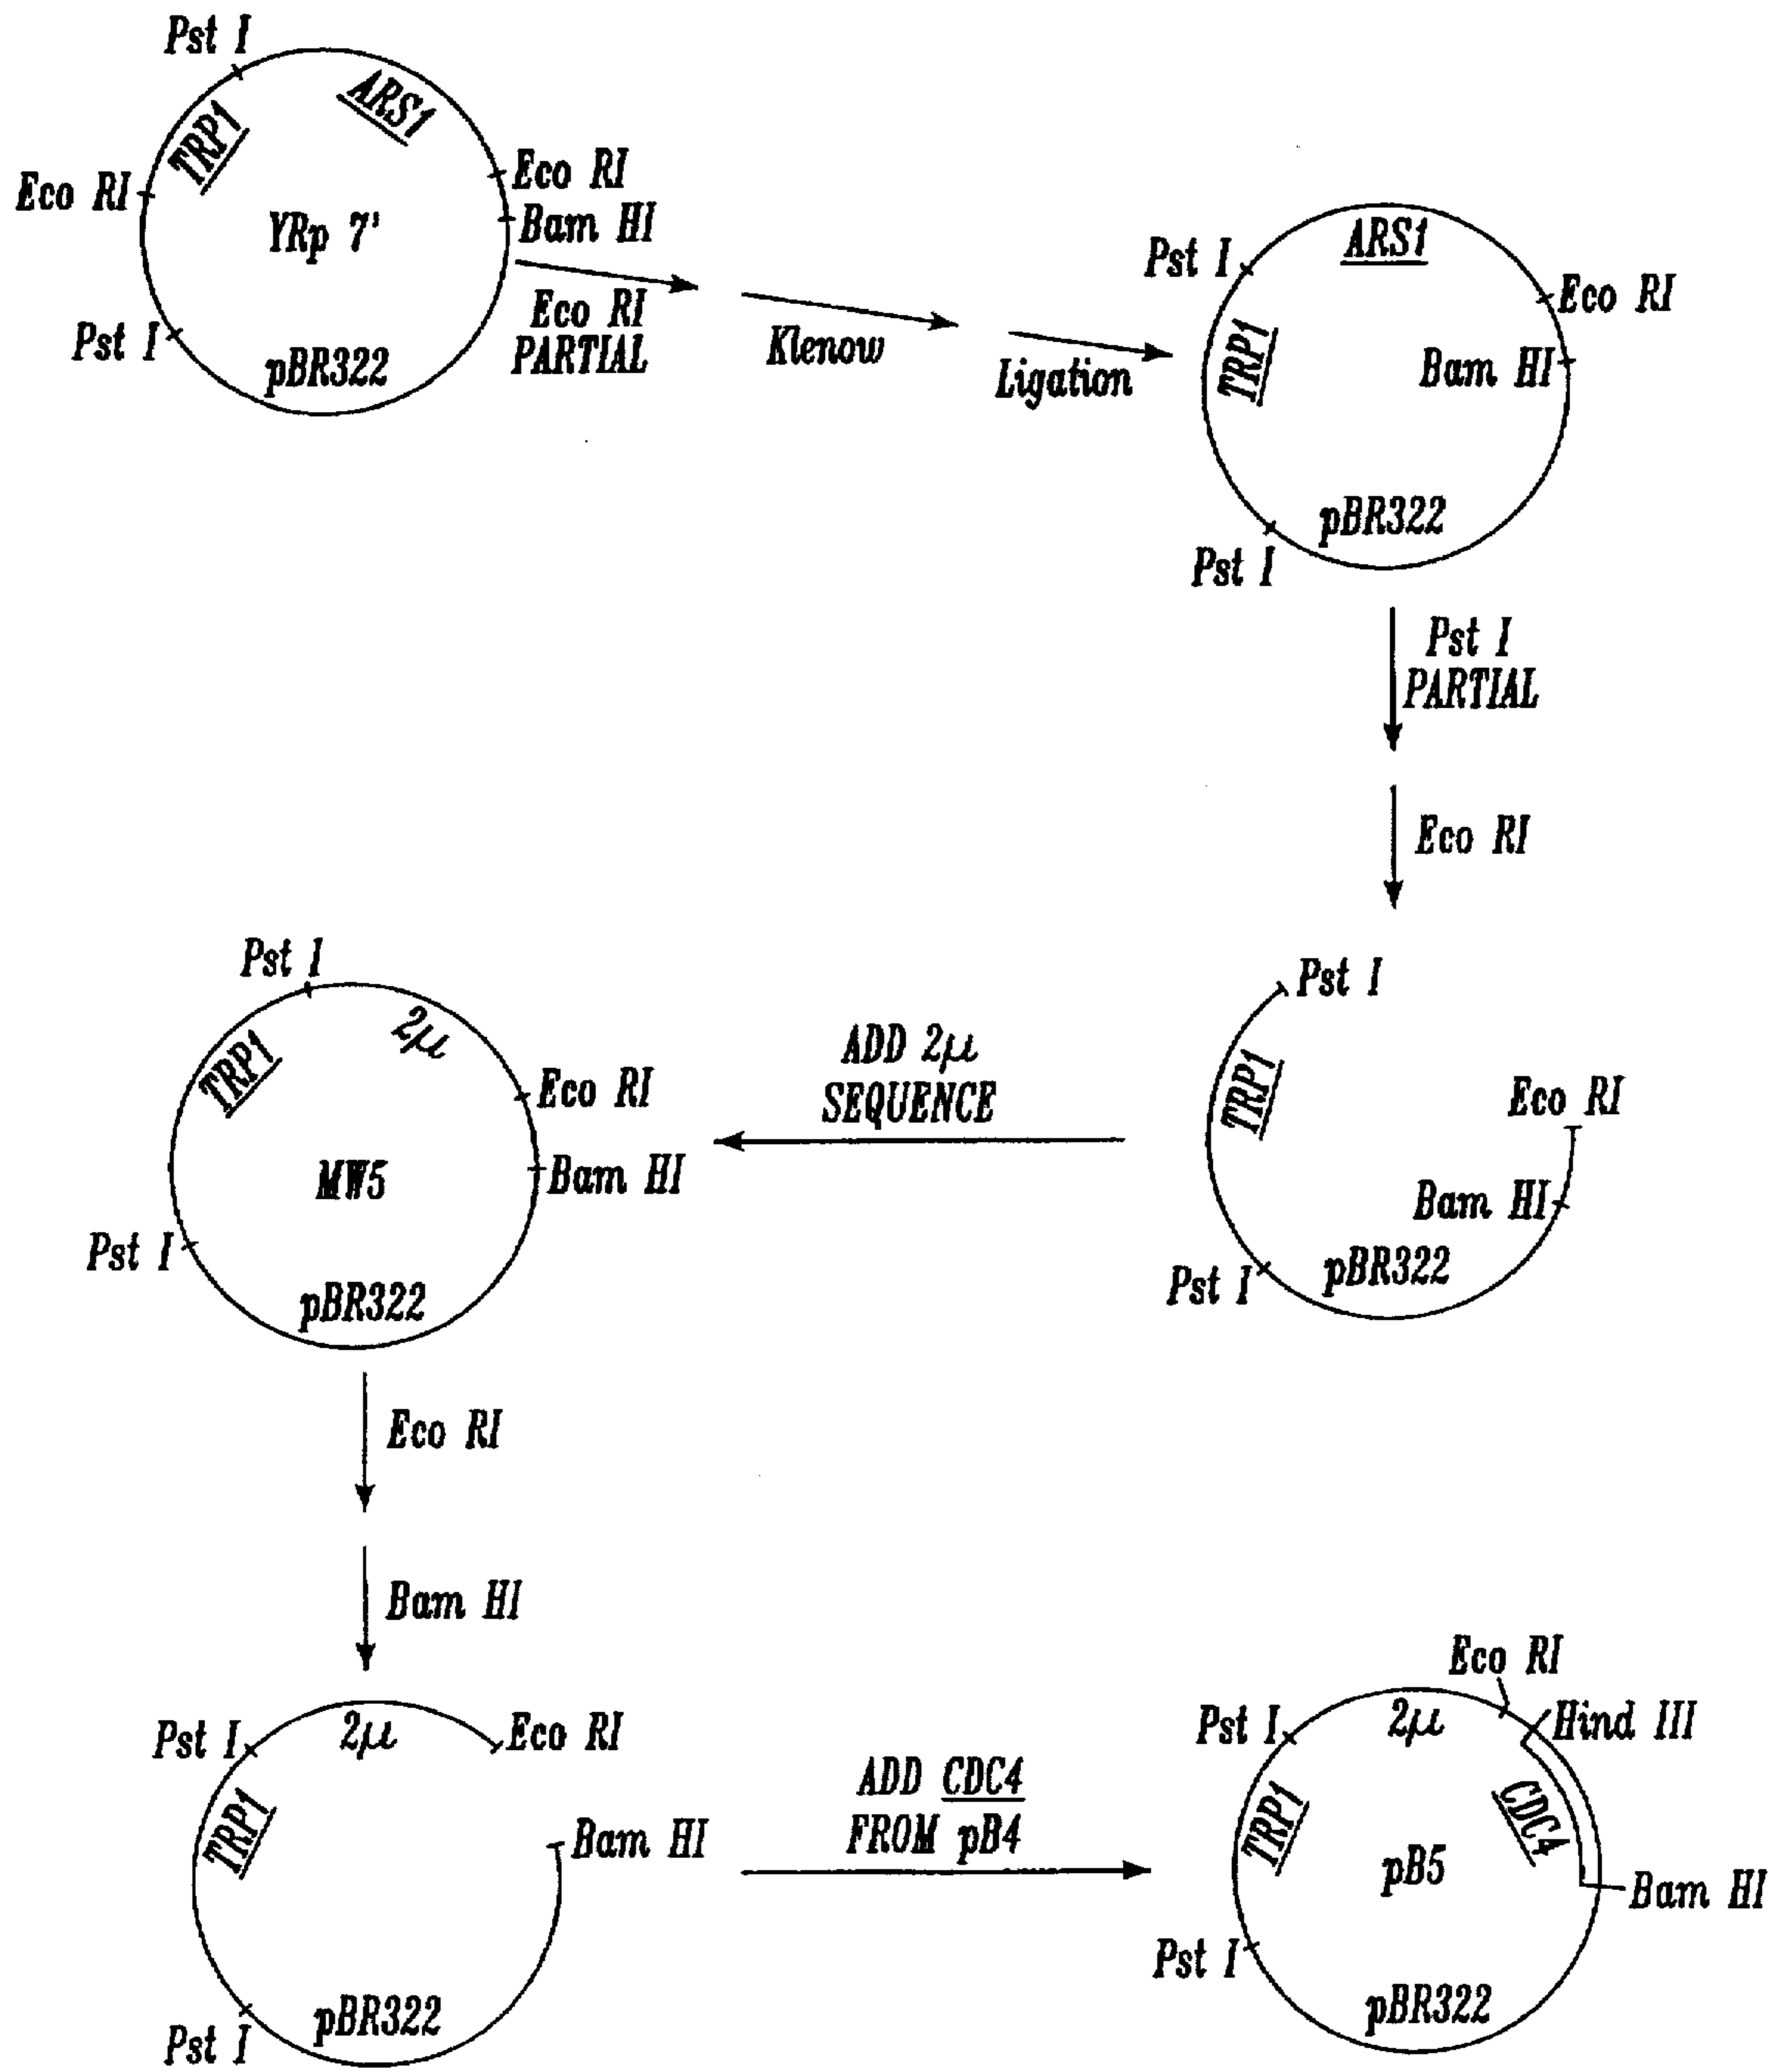 Pst I
ARS1
TRP1
Eco RI
Eco RI
Bam HI
YRp 7'
Pst I
pBR322
Eco RI
PARTIAL
Klenow
Ligation
Pst I
ARS1
Eco RI
TRP1
Bam HI
pBR322
Pst I
Pst I
PARTIAL
Eco RI
Pst I
TRP1
Eco RI
Bam HI
Pst I
pBR322
ADD 2μ
SEQUENCE
Pst I
2μ
TRP1
Eco RI
MW5
Bam HI
Pst I
pBR322
Eco RI
Bam HI
Pst I
2μ
Eco RI
TRP1
Bam HI
Pst I
pBR322
ADD CDC4
FROM pB4
Eco RI
Pst I
2μ
Hind III
TRP1
CDC4
pB5
Bam HI
Pst I
pBR322